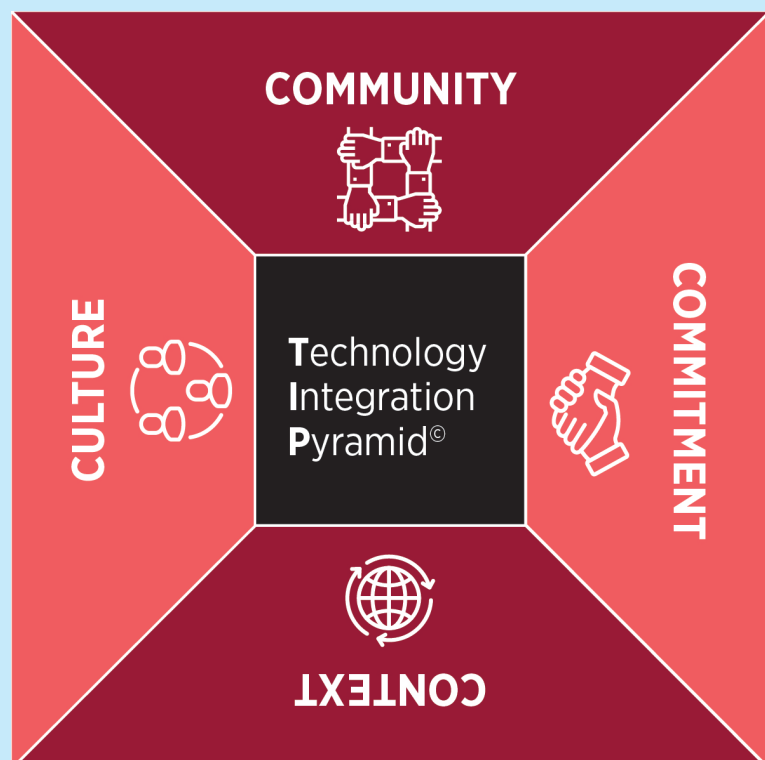 COMMUNITY
CULTURE
Technology
Integration
Pyramid©
COMMITMENT
CONTEXT